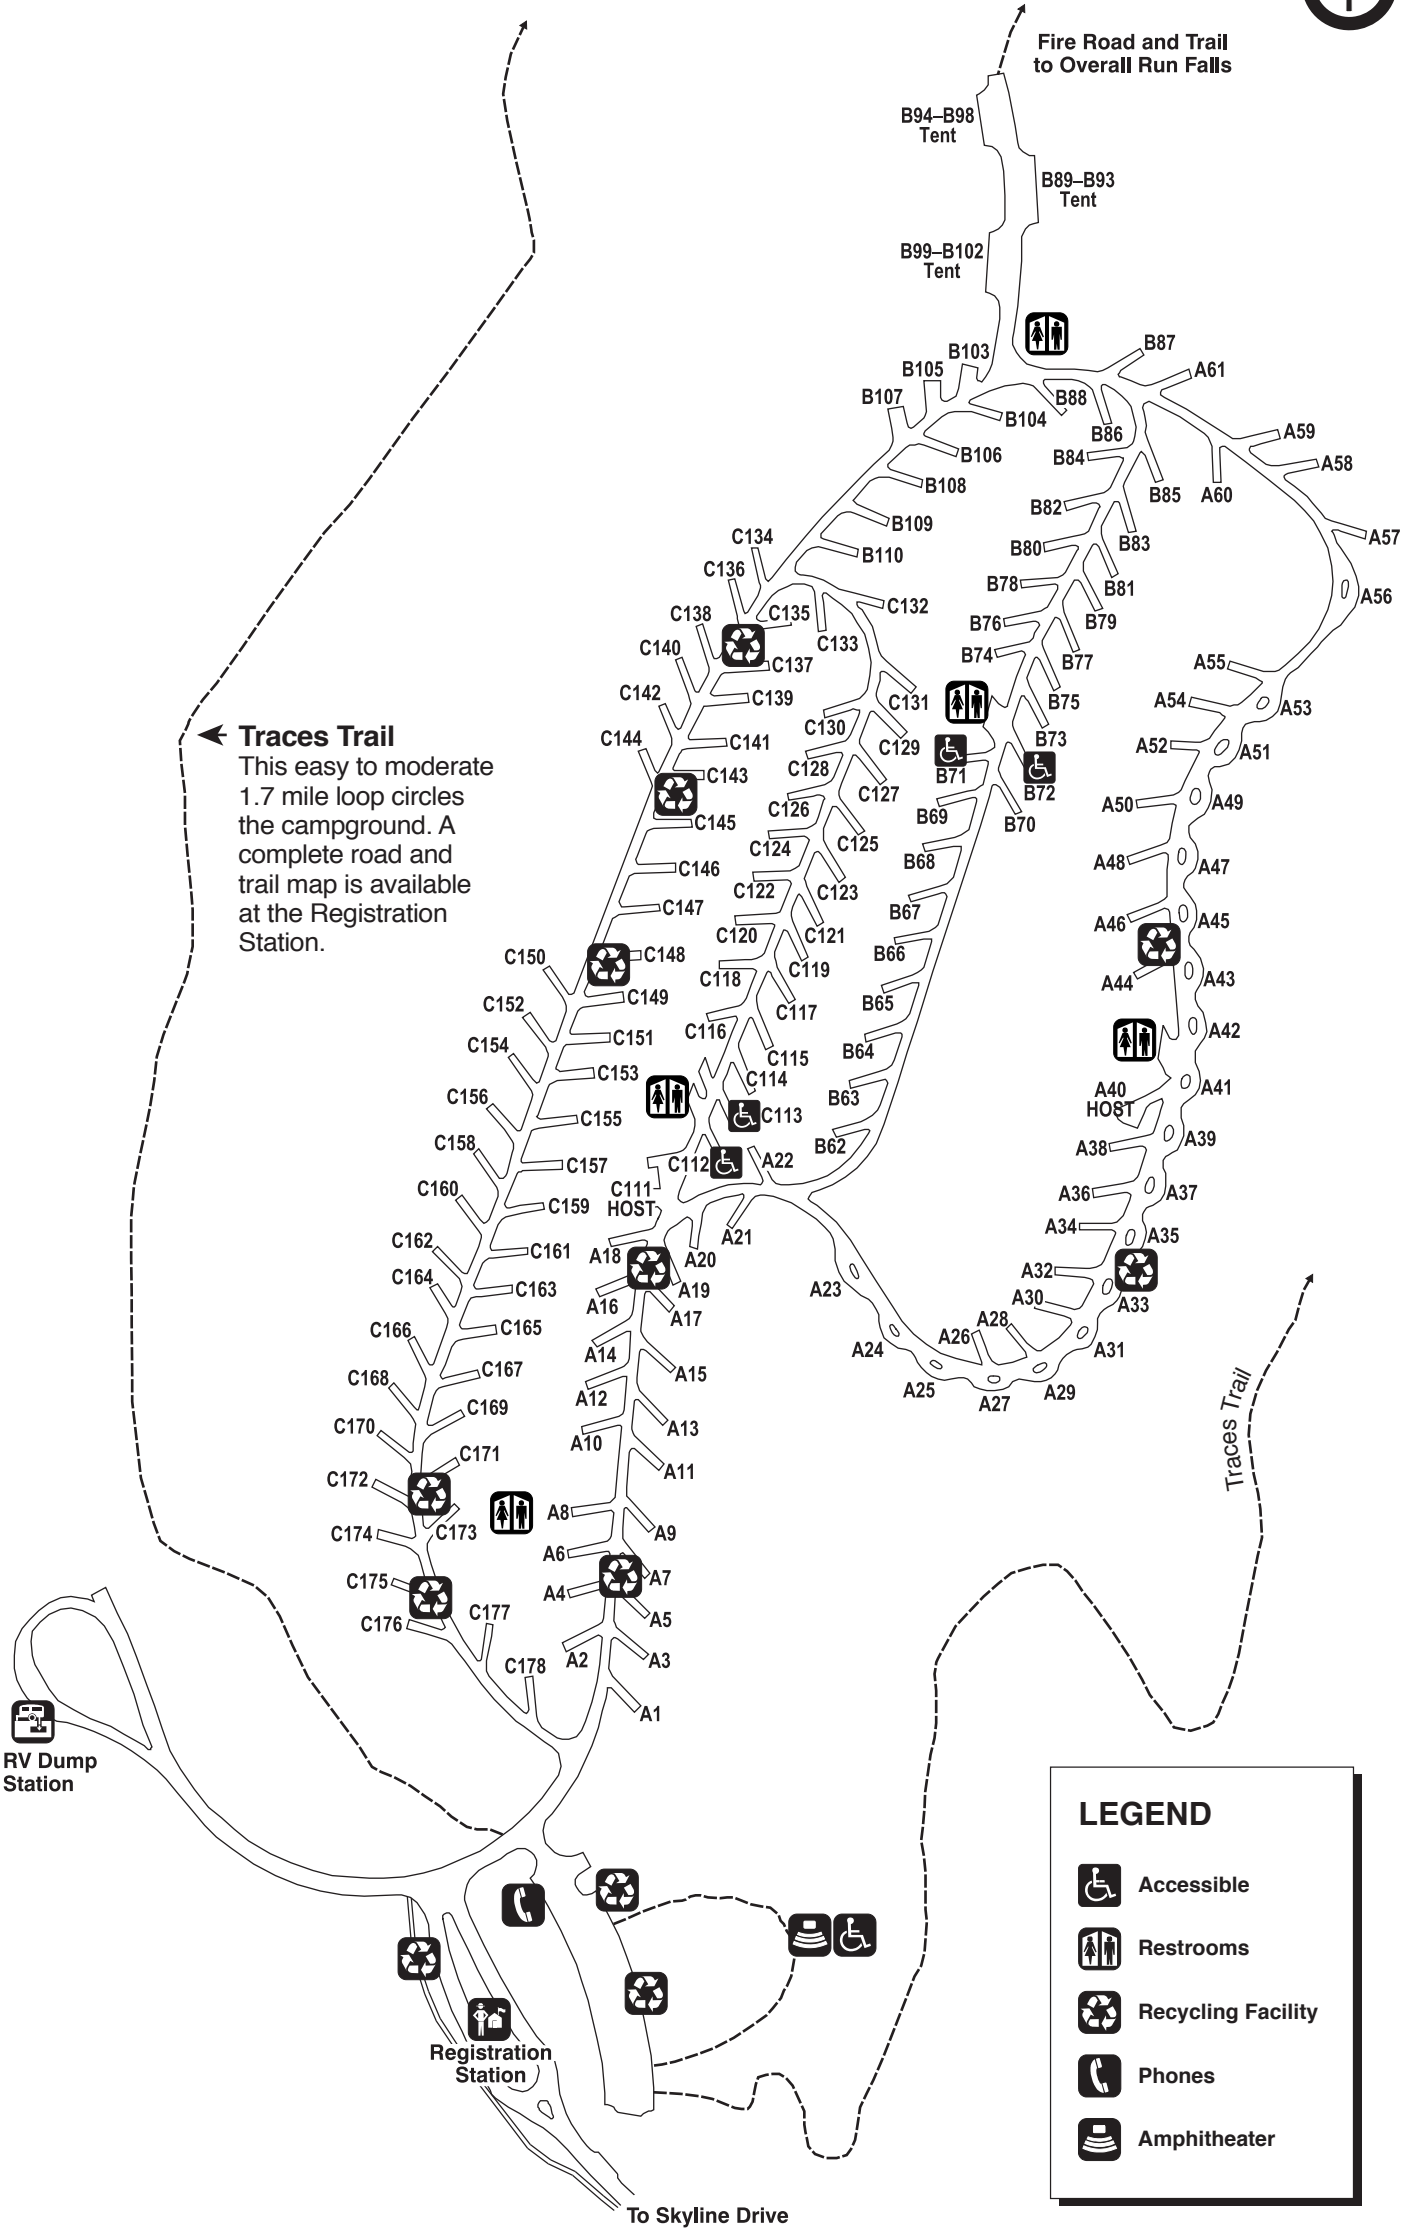 Fire Road and Trail
to Overall Run Falls
B94–B98
Tent
B89–B93
Tent
B99–B102
Tent
B103
B87
B105
A61
B107
B88
B104
B86
A59
B106
B84
A58
B108
B85
A60
B82
B109
C134
A57
B83
B80
B110
C136
B78
B81
A56
C132
C138
C135
B79
B76
C133
C140
B74
B77
A55
C137
C142
C139
C131
B75
A54
A53
C130
C144
C141
C129
B73
A52
A51
Traces Trail
This easy to moderate
1.7 mile loop circles
the campground. A
complete road and
trail map is available
at the Registration
Station.
C128
C143
B71
B72
C127
A50
A49
C126
B69
B70
C145
C124
C125
B68
A48
A47
C146
C122
C123
B67
C147
A46
A45
C120
C121
C150
C148
B66
C118
C119
A44
A43
C152
C149
B65
C117
C116
A42
C154
C151
B64
C115
C153
C114
A40
HOST
A41
C156
B63
C113
C155
C158
B62
A39
A38
C157
C112
A22
C160
C111
HOST
A36
A37
C159
C162
A34
A35
A21
C161
A18
A20
C164
A32
A23
C163
A19
A16
A30
A33
A17
C166
C165
A28
A26
A24
A31
A14
C168
C167
A15
A29
A25
A12
A27
C169
C170
A13
A10
Traces Trail
C171
A11
C172
A8
C174
C173
A9
A6
C175
A7
A4
C177
C176
A5
A2
A3
C178
A1
RV Dump
Station
Registration
Station
To Skyline Drive
LEGEND
Accessible
Restrooms
Recycling Facility
Phones
Amphitheater